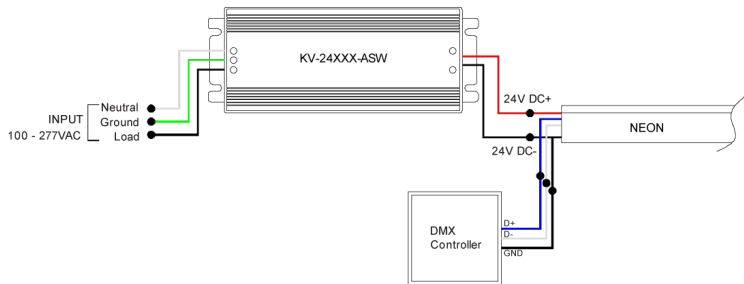 KV-24XXX-ASW
Neutral
INPUT
Ground
100 - 277VAC
Load
24V DC+
NEON
24V DC-
DMX
Controller
D+
D-
GND